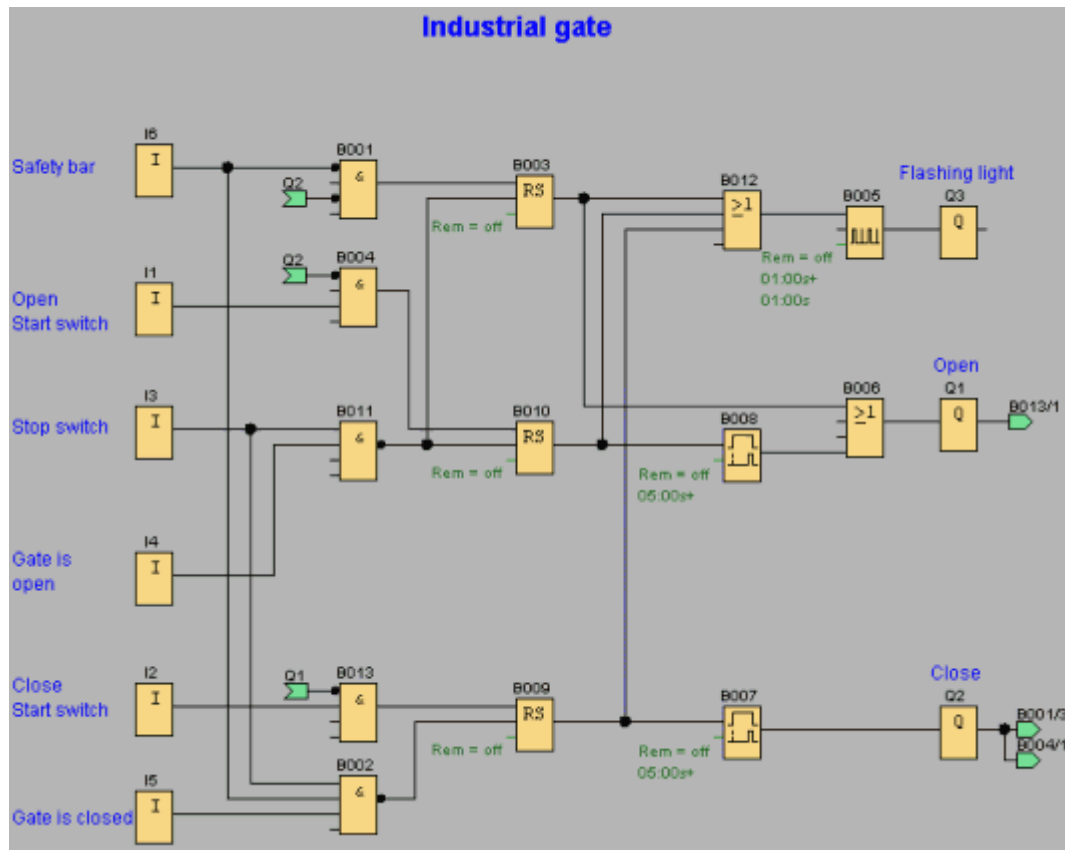 Industrial gate
I6
I
Safety bar
B001
&
Q2
B003
RS
Rem = off
B012
≥1
B005
Rem = off
01:00s+
01:00s
Flashing light
Q3
Q
I1
I
Open
Start switch
Q2
B004
&
I3
I
Stop switch
B011
&
B010
RS
Rem = off
B008
Rem = off
05:00s+
B006
≥1
Open
Q1
Q
B013/1
I4
I
Gate is
open
I2
I
Close
Start switch
Q1
B013
&
B009
RS
Rem = off
B007
Rem = off
05:00s+
Close
Q2
Q
B001/3
B004/1
I5
I
Gate is closed
B002
&